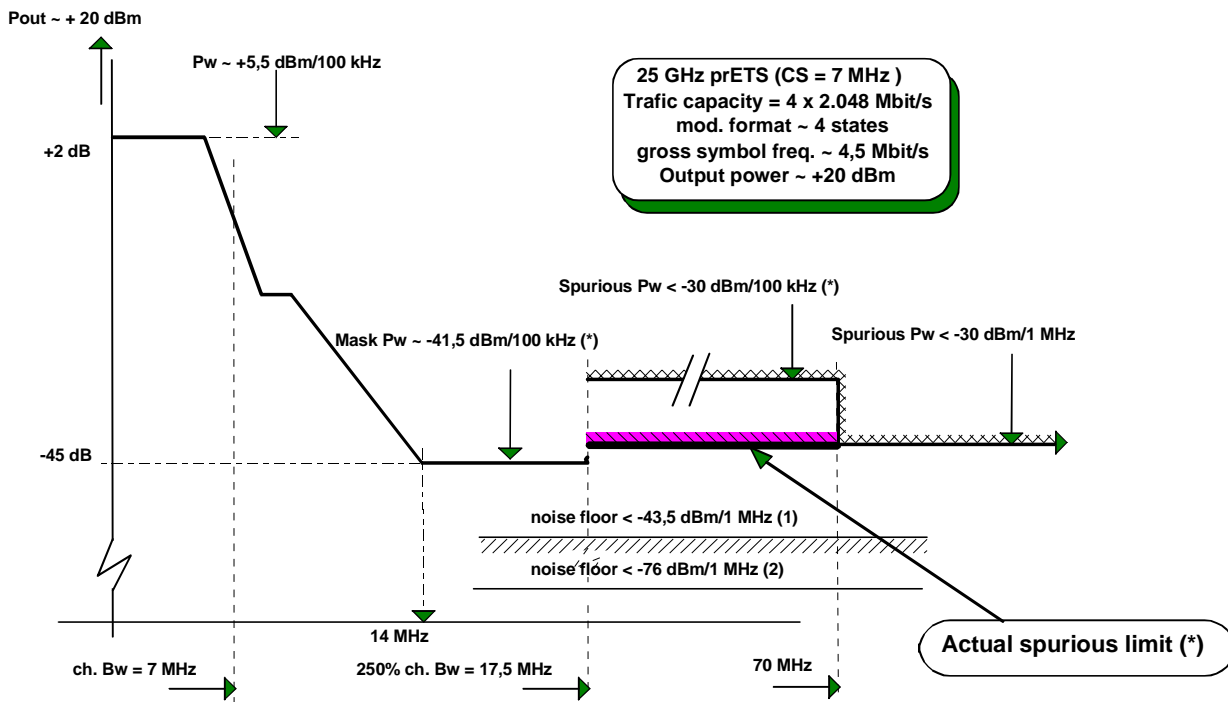 Pout ~ + 20 dBm
Pw ~ +5,5 dBm/100 kHz
25 GHz prETS (CS = 7 MHz )
Trafic capacity = 4 x 2.048 Mbit/s
mod. format ~ 4 states
gross symbol freq. ~ 4,5 Mbit/s
Output power ~ +20 dBm
+2 dB
Spurious Pw < -30 dBm/100 kHz (*)
Mask Pw ~ -41,5 dBm/100 kHz (*)
Spurious Pw < -30 dBm/1 MHz
-45 dB
noise floor < -43,5 dBm/1 MHz (1)
noise floor < -76 dBm/1 MHz (2)
14 MHz
Actual spurious limit (*)
ch. Bw = 7 MHz
250% ch. Bw = 17,5 MHz
70 MHz